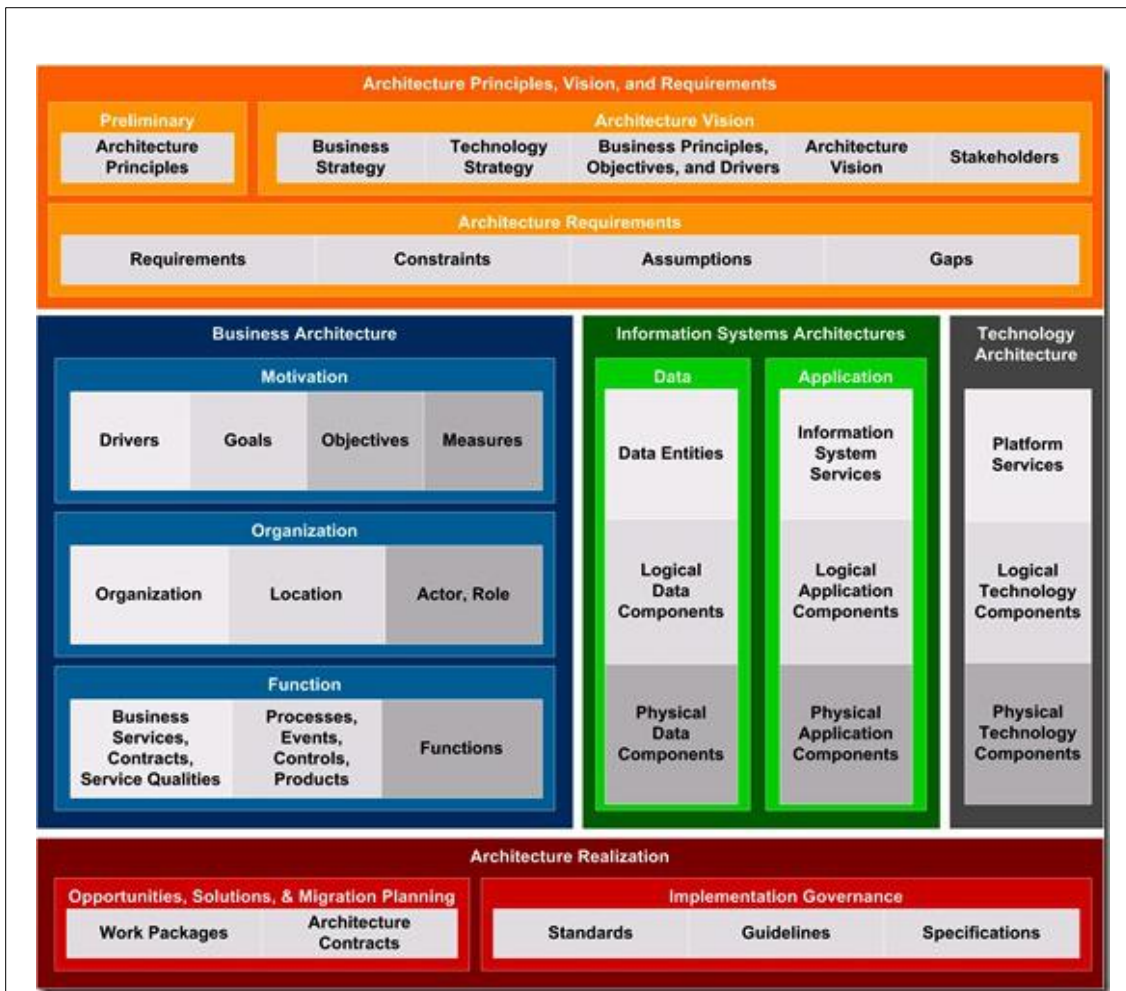 Architecture Principles, Vision, and Requirements
Preliminary
Architecture
Principles
Architecture Vision
Business
Strategy
Technology
Strategy
Business Principles,
Objectives, and Drivers
Architecture
Vision
Stakeholders
Architecture Requirements
Requirements
Constraints
Assumptions
Gaps
Business Architecture
Motivation
Drivers
Goals
Objectives
Measures
Organization
Organization
Location
Actor, Role
Function
Business
Services,
Contracts,
Service Qualities
Processes,
Events,
Controls,
Products
Functions
Information Systems Architectures
Data
Data Entities
Logical
Data
Components
Physical
Data
Components
Application
Information
System
Services
Logical
Application
Components
Physical
Application
Components
Technology
Architecture
Platform
Services
Logical
Technology
Components
Physical
Technology
Components
Architecture Realization
Opportunities, Solutions, & Migration Planning
Work Packages
Architecture
Contracts
Implementation Governance
Standards
Guidelines
Specifications